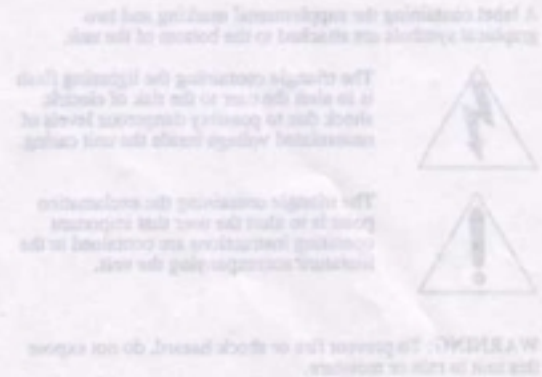 A label containing the supplemental marking and two
graphical symbols are attached to the bottom of the unit.
The triangle containing the lightning flash
is to alert the user to the risk of electric
shock due to possibly dangerous levels of
uninsulated voltage inside the unit casing
The triangle containing the exclamation
point is to alert the user that important
operating instructions are contained in the
literature accompanying the unit.
WARNING: To prevent fire or shock hazard, do not expose
this unit to rain or moisture.